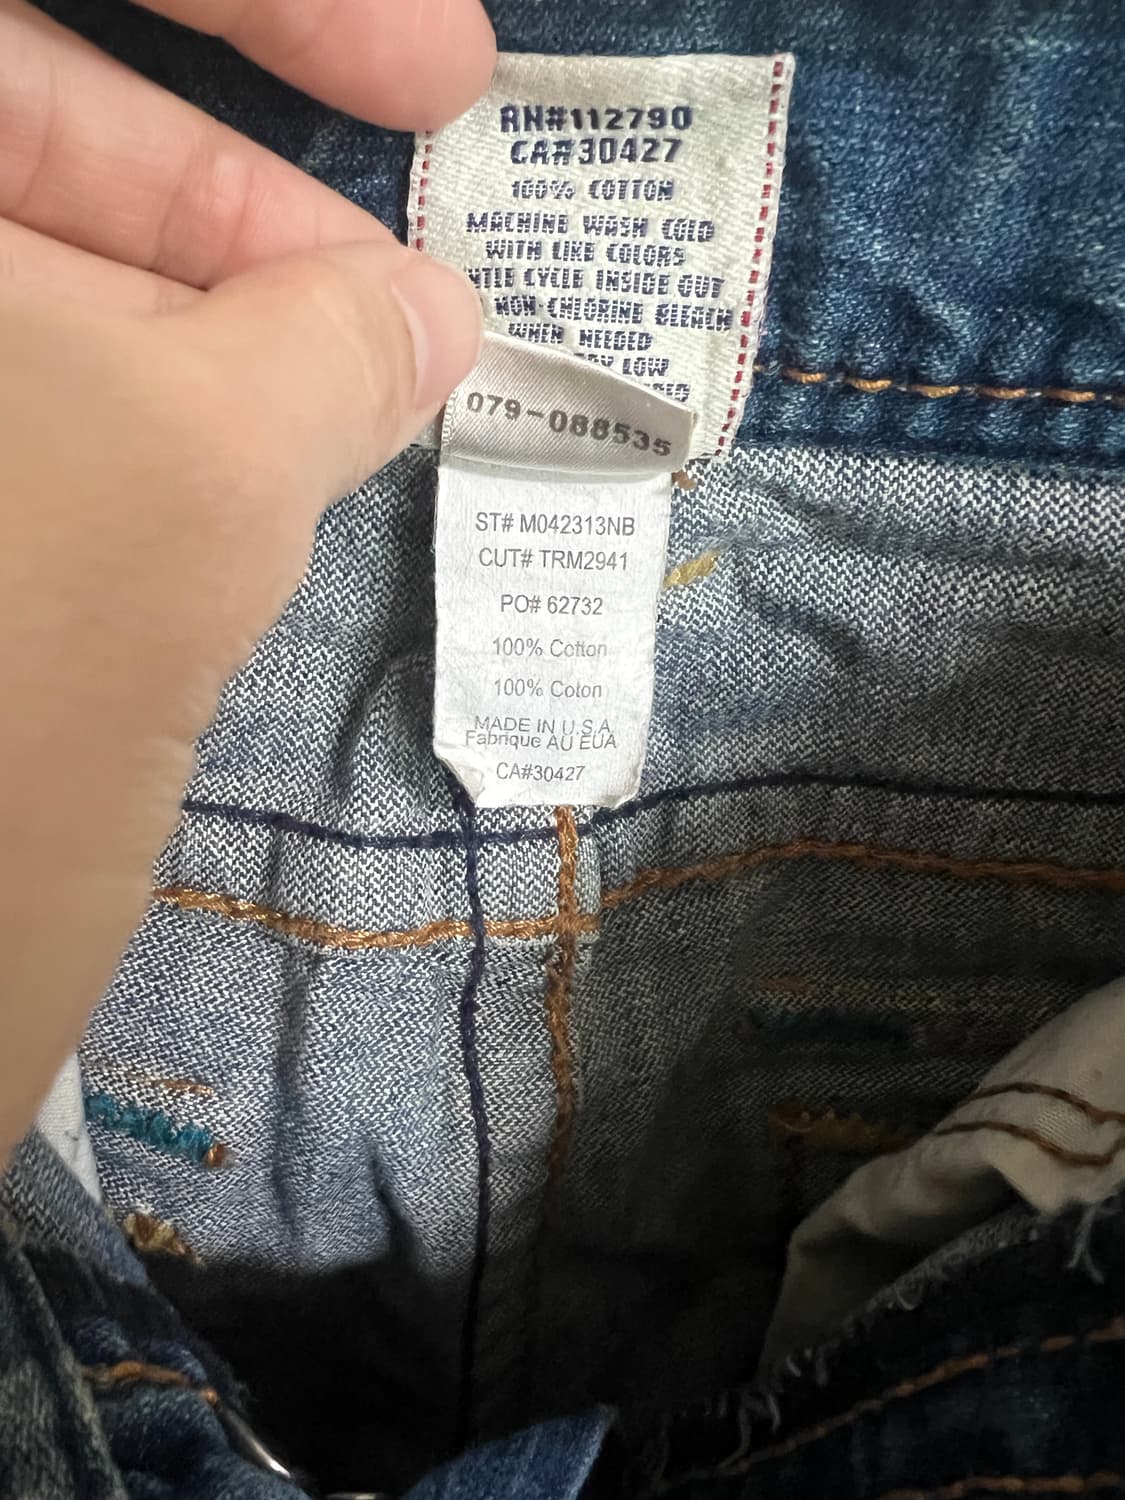 RN#112790
CA#30427
100% COTTON
MACHINE WASH COLD
WITH LIKE COLORS
CYCLE INSIDE OUT
NON-CHLORINE BLEACH
WHEN NEEDED
LOW
079-088535
ST# M042313NB
CUT# TRM2941
PO# 62732
100% Cotton
100% Coton
MADE IN U.S.A
Fabrique AU EUA
CA#30427